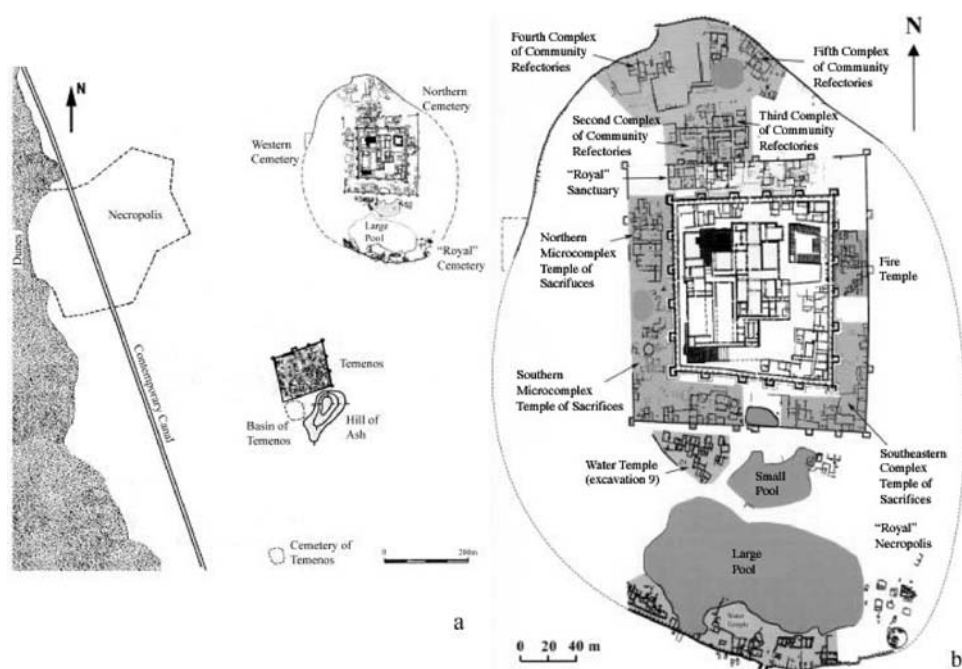 N
Northern
Cemetery
Western
Cemetery
Necropolis
Dunes
Large
Pool
"Royal"
Cemetery
Contemporary Canal
Temenos
Basin of
Temenos
Hill of
Ash
Cemetery of
Temenos
0
200m
a
N
Fourth Complex
of Community
Refectories
Fifth Complex
of Community
Refectories
Second Complex
of Community
Refectories
Third Complex
of Community
Refectories
"Royal"
Sanctuary
Northern
Microcomplex
Temple of
Sacrifuces
Fire
Temple
Southern
Microcomplex
Temple of Sacrifices
Water Temple
(excavation 9)
Small
Pool
Southeastern
Complex
Temple of
Sacrifices
"Royal"
Necropolis
Large
Pool
Water
Temple
0 20 40 m
b